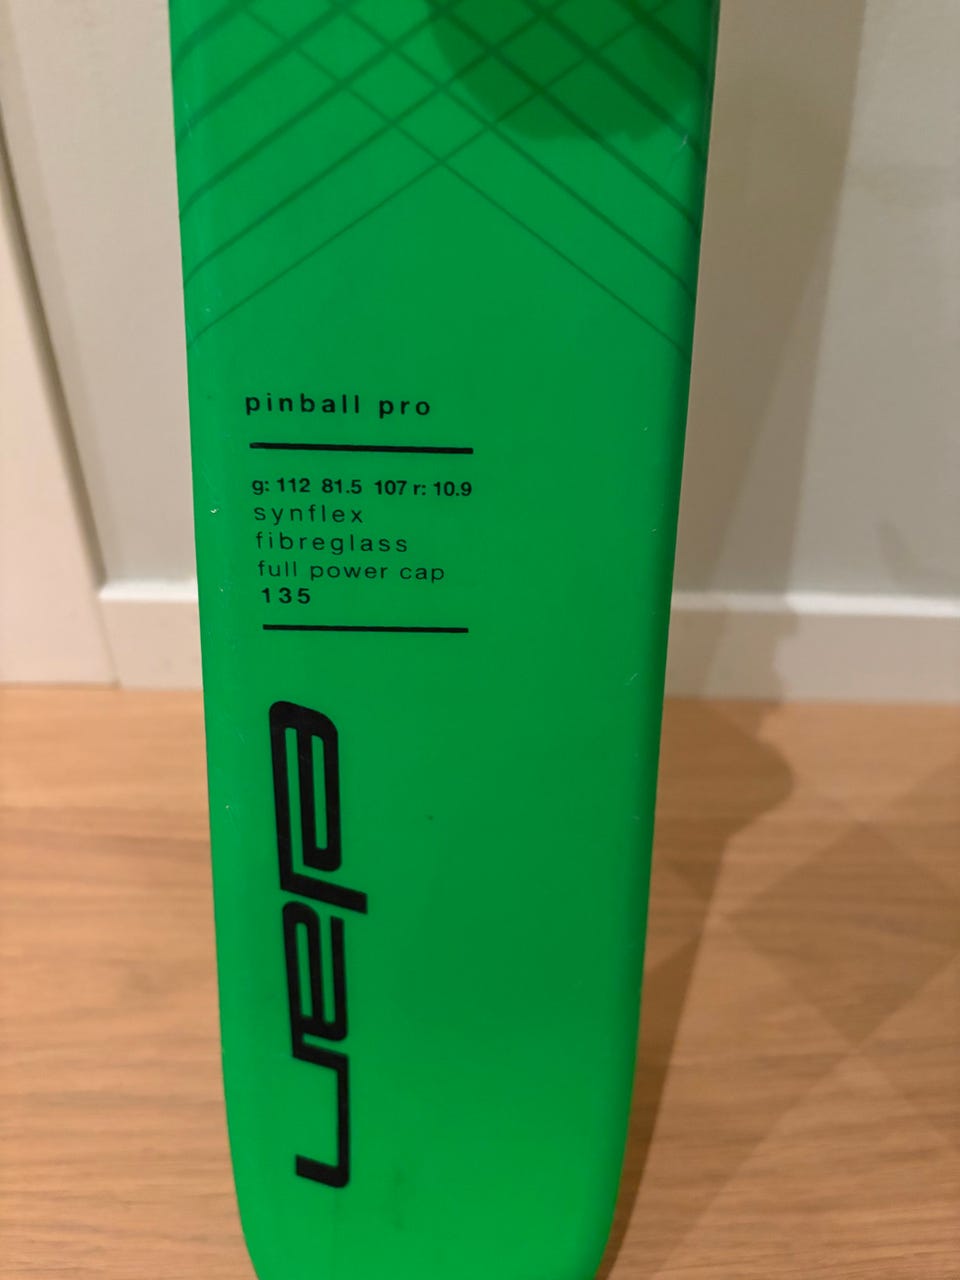 pinball pro
g: 112 81.5 107 r: 10.9
synflex
fibreglass
full power cap
135
elan